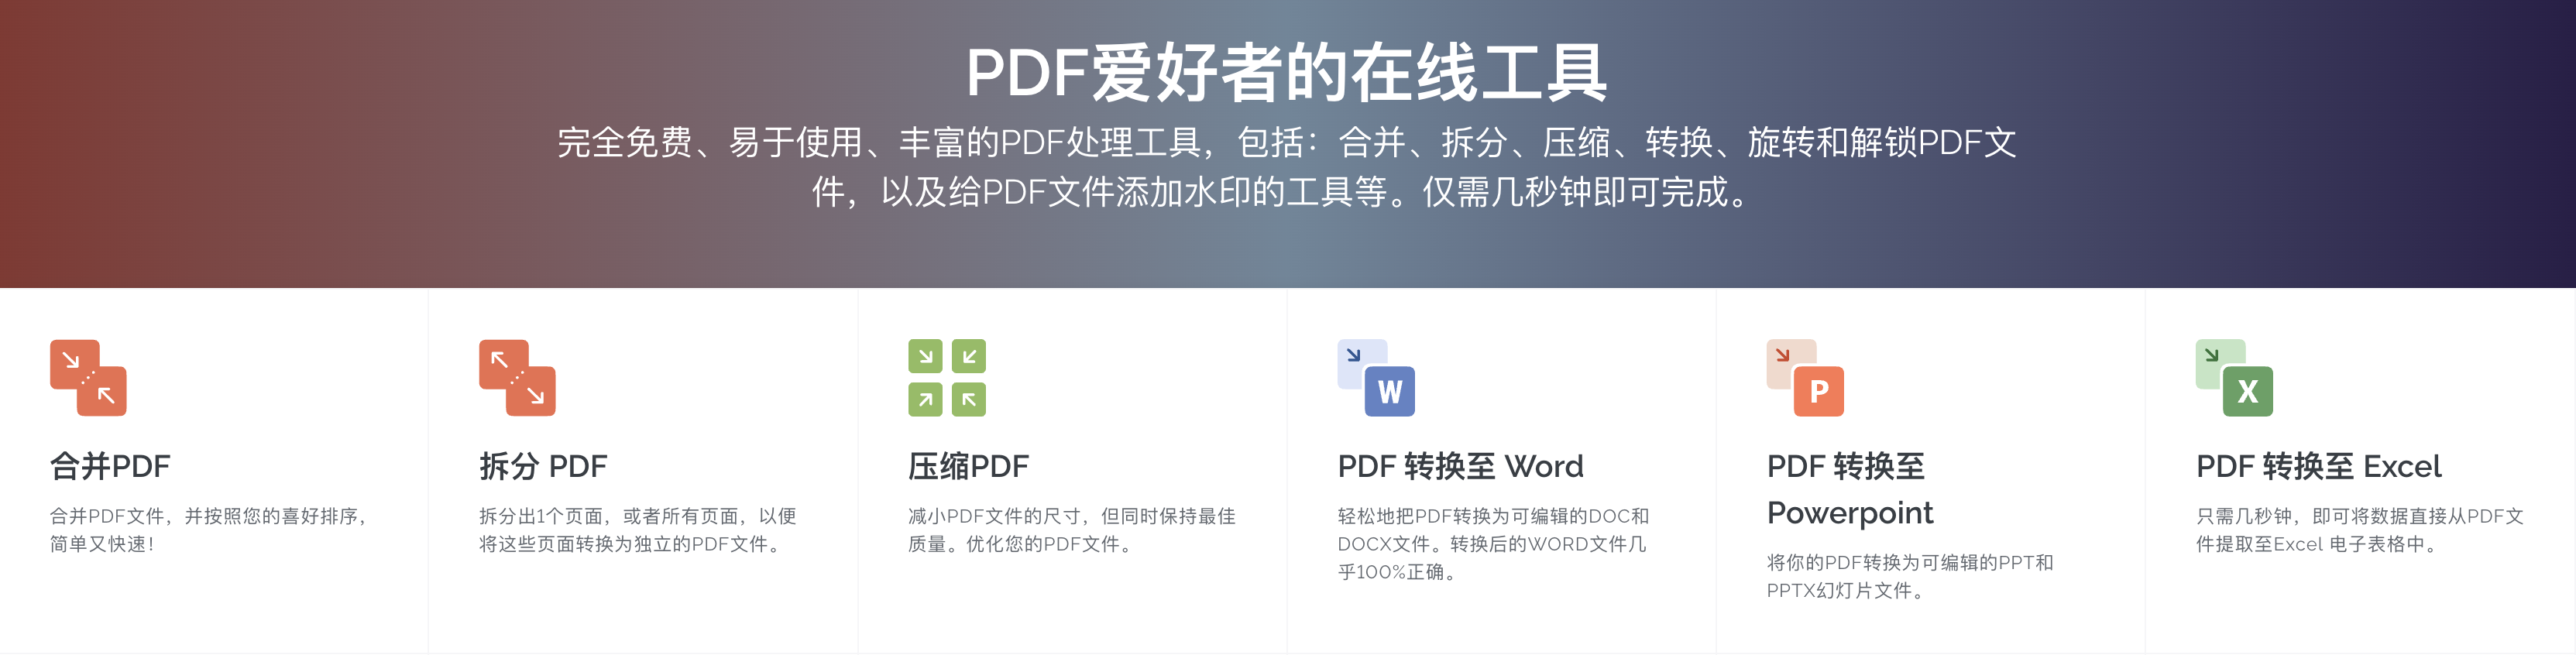 PDF爱好者的在线工具
完全免费、易于使用、丰富的PDF处理工具，包括：合并、拆分、压缩、转换、旋转和解锁PDF文
件，以及给PDF文件添加水印的工具等。仅需几秒钟即可完成。
合并PDF
合并PDF文件，并按照您的喜好排序，
简单又快速！
拆分 PDF
拆分出1个页面，或者所有页面，以便
将这些页面转换为独立的PDF文件。
压缩PDF
减小PDF文件的尺寸，但同时保持最佳
质量。优化您的PDF文件。
W
PDF 转换至 Word
轻松地把PDF转换为可编辑的DOC和
DOCX文件。转换后的WORD文件几
乎100%正确。
P
PDF 转换至
Powerpoint
将你的PDF转换为可编辑的PPT和
PPTX幻灯片文件。
X
PDF 转换至 Excel
只需几秒钟，即可将数据直接从PDF文
件提取至Excel 电子表格中。